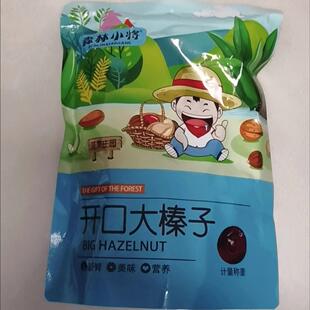 森林小将
THE GIFT OF THE FOREST
开口大榛子
BIG HAZELNUT
新鲜 美味 营养
计量称重